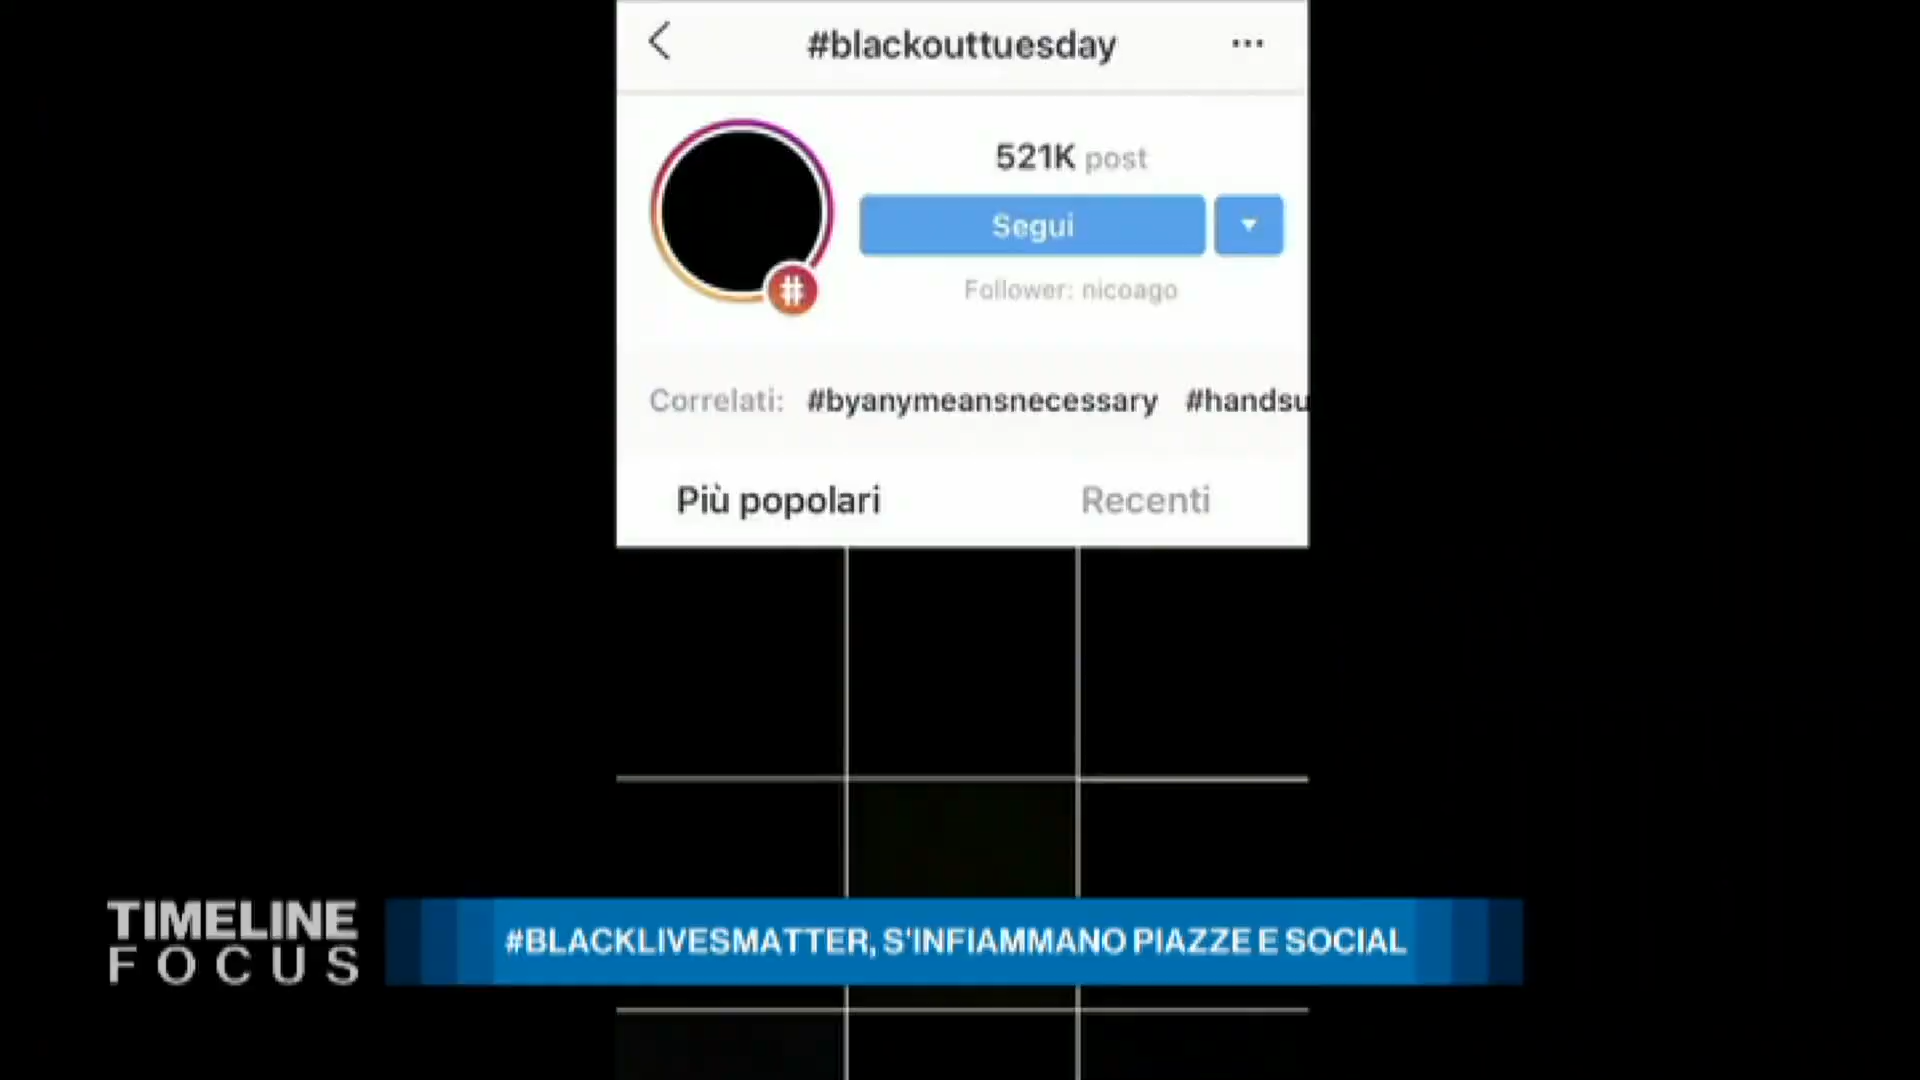 #blackouttuesday
521K post
Segui
#
Follower: nicoago
Correlati: #byanymeansnecessary #handsu
Più popolari Recenti
TIMELINE
FOCUS
#BLACKLIVESMATTER, S'INFIAMMANO PIAZZE E SOCIAL